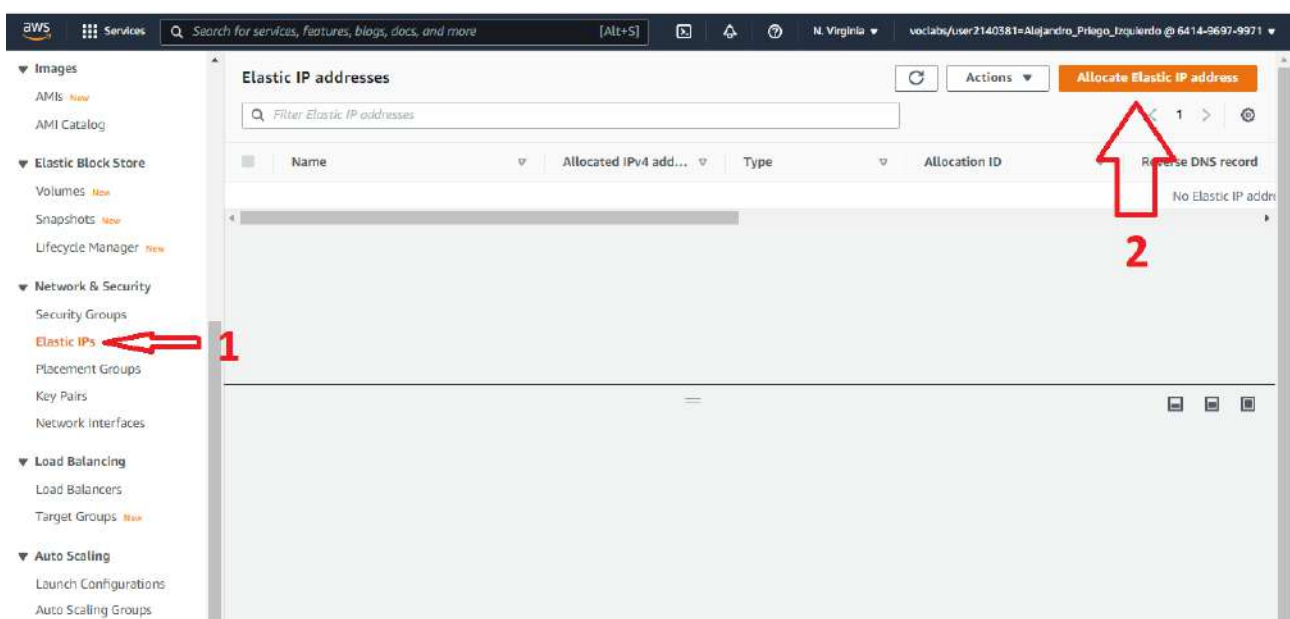 aws Services Search for services, features, blogs, docs, and more [Alt+S] N. Virginia voclabs/user2140381=Alejandro_Priego_Izquierdo @ 6414-9697-9971
Images
AMIs New
AMI Catalog
Elastic Block Store
Volumes New
Snapshots New
Lifecycle Manager New
Network & Security
Security Groups
Elastic IPs
Placement Groups
Key Pairs
Network Interfaces
Load Balancing
Load Balancers
Target Groups New
Auto Scaling
Launch Configurations
Auto Scaling Groups
1
Elastic IP addresses
Actions
Allocate Elastic IP address
Filter Elastic IP addresses
1
Name Allocated IPv4 add... Type Allocation ID Reverse DNS record
No Elastic IP addre
2